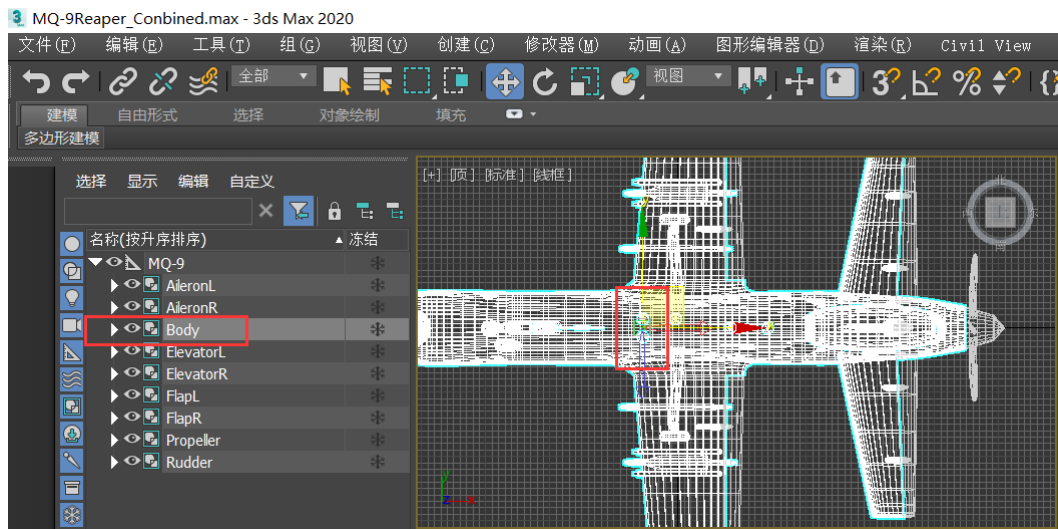 MQ-9Reaper_Conbined.max - 3ds Max 2020
文件(F) 编辑(E) 工具(T) 组(G) 视图(V) 创建(C) 修改器(M) 动画(A) 图形编辑器(D) 渲染(R) Civil View
全部 视图
建模 自由形式 选择 对象绘制 填充
多边形建模
选择 显示 编辑 自定义
[+] [顶] [标准] [线框]
名称(按升序排序) 冻结
MQ-9
AileronL
AileronR
Body
ElevatorL
ElevatorR
FlapL
FlapR
Propeller
Rudder